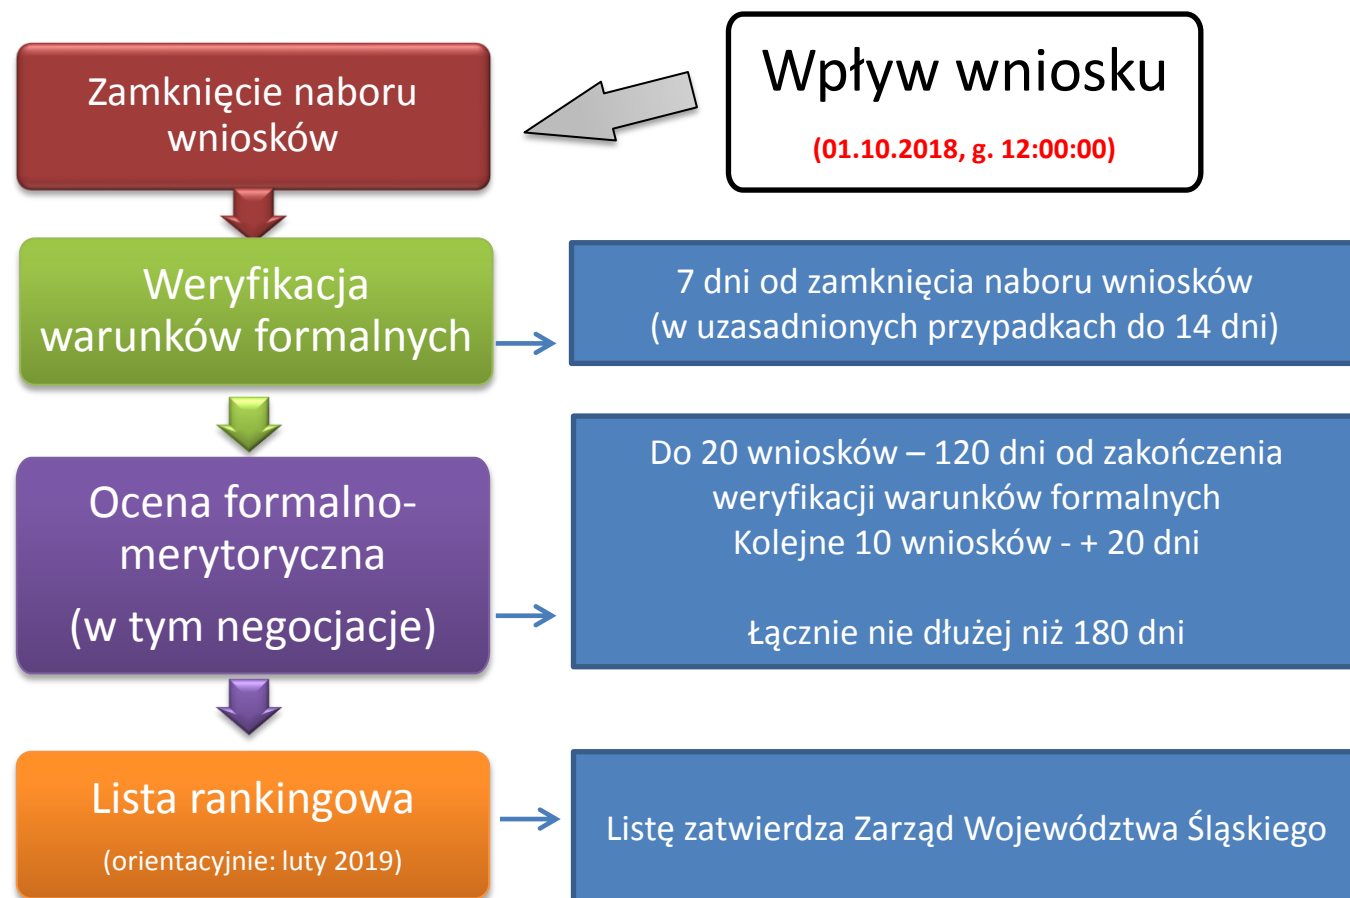 Zamknięcie naboru
wniosków
Wpływ wniosku
(01.10.2018, g. 12:00:00)
Weryfikacja
warunków formalnych
7 dni od zamknięcia naboru wniosków
(w uzasadnionych przypadkach do 14 dni)
Ocena formalno-
merytoryczna
(w tym negocjacje)
Do 20 wniosków – 120 dni od zakończenia
weryfikacji warunków formalnych
Kolejne 10 wniosków - + 20 dni
Łącznie nie dłużej niż 180 dni
Lista rankingowa
(orientacyjnie: luty 2019)
Listę zatwierdza Zarząd Województwa Śląskiego